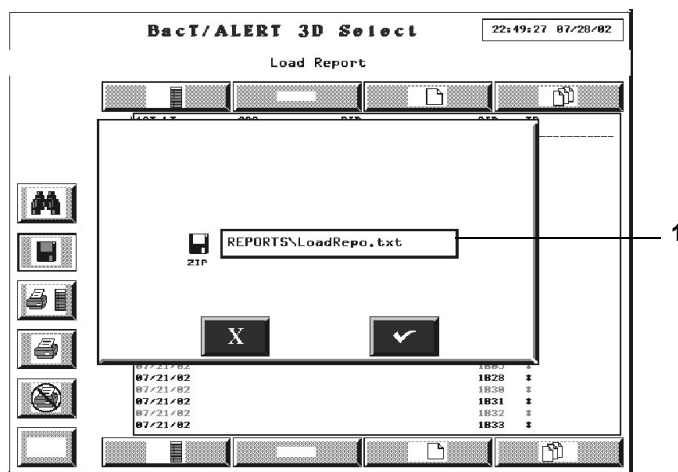 BacT/ALERT 3D Select
22:49:27 07/28/02
Load Report
REPORTS\LoadRepo.txt
1
ZIP
X
07/21/02
07/21/02 1B28 *
07/21/02 1B30 *
07/21/02 1B31 *
07/21/02 1B32 *
07/21/02 1B33 *